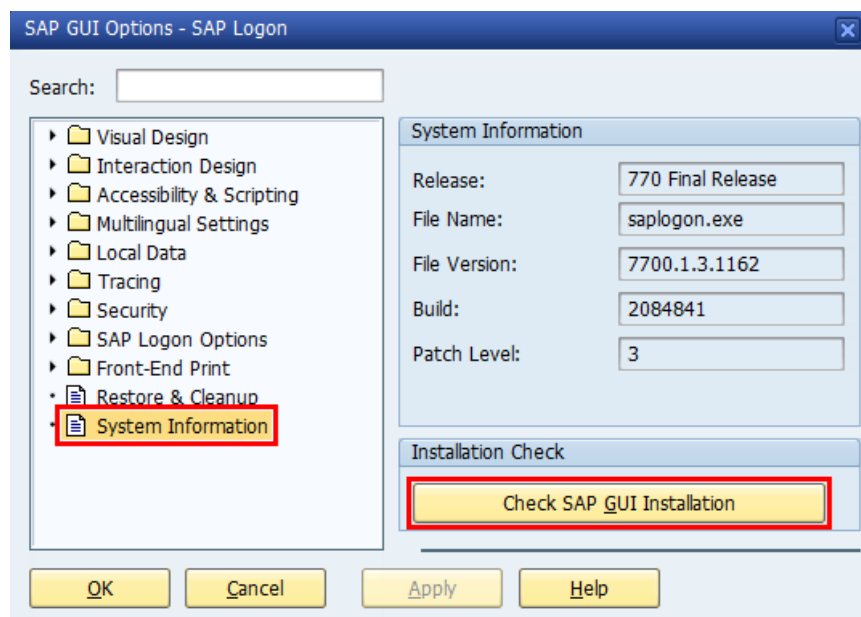 SAP GUI Options - SAP Logon
Search:
Visual Design
Interaction Design
Accessibility & Scripting
Multilingual Settings
Local Data
Tracing
Security
SAP Logon Options
Front-End Print
Restore & Cleanup
System Information
System Information
Release: 770 Final Release
File Name: saplogon.exe
File Version: 7700.1.3.1162
Build: 2084841
Patch Level: 3
Installation Check
Check SAP GUI Installation
OK Cancel Apply Help